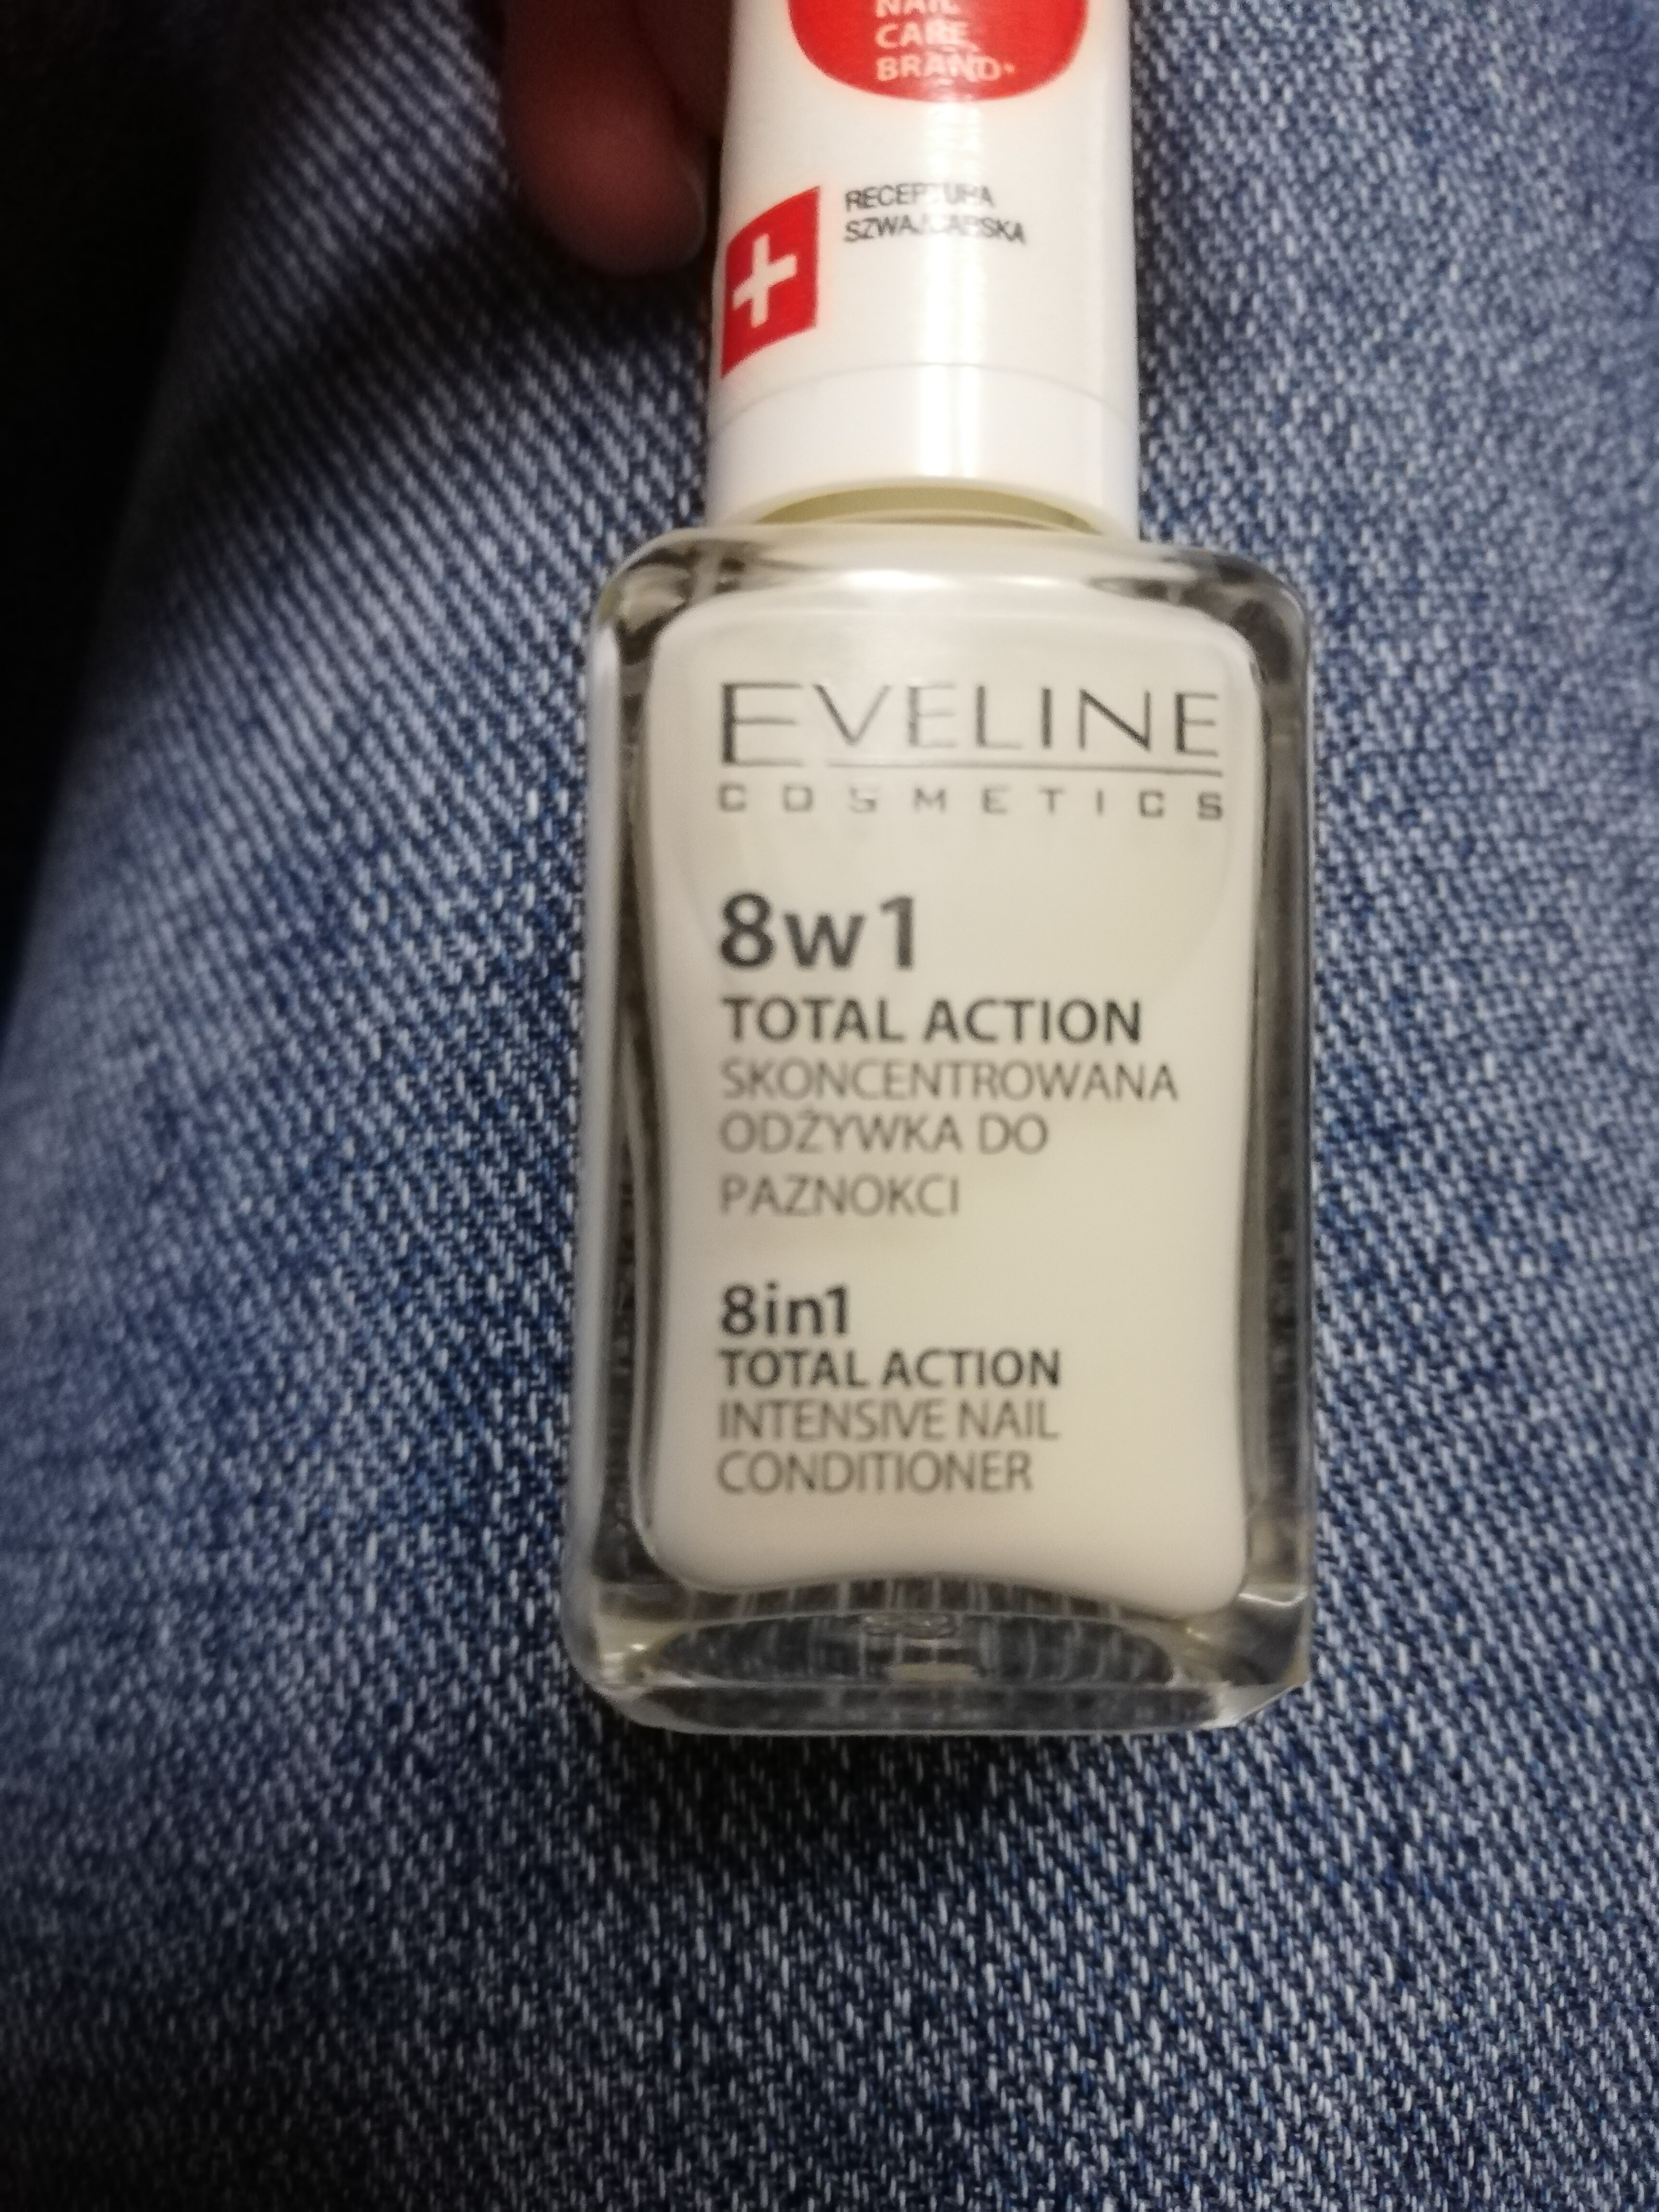 NAIL
CARE
BRAND*
RECEPTURA
SZWAJCARSKA
EVELINE
COSMETICS
8w1
TOTAL ACTION
SKONCENTROWANA
ODŻYWKA DO
PAZNOKCI
8in1
TOTAL ACTION
INTENSIVE NAIL
CONDITIONER